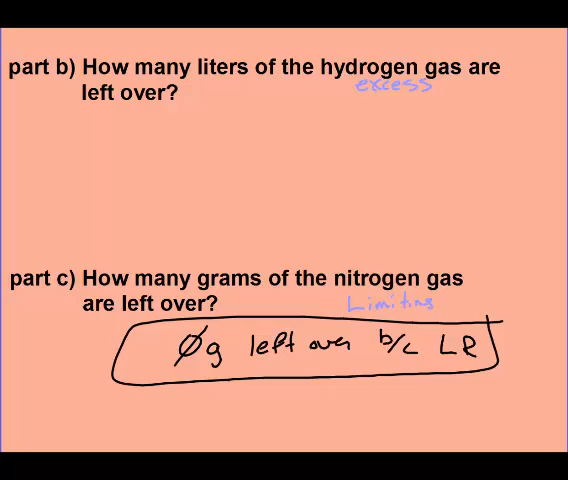 part b) How many liters of the hydrogen gas are
excess
left over?
part c) How many grams of the nitrogen gas
are left over?
Limiting
Øg left over b/c LR